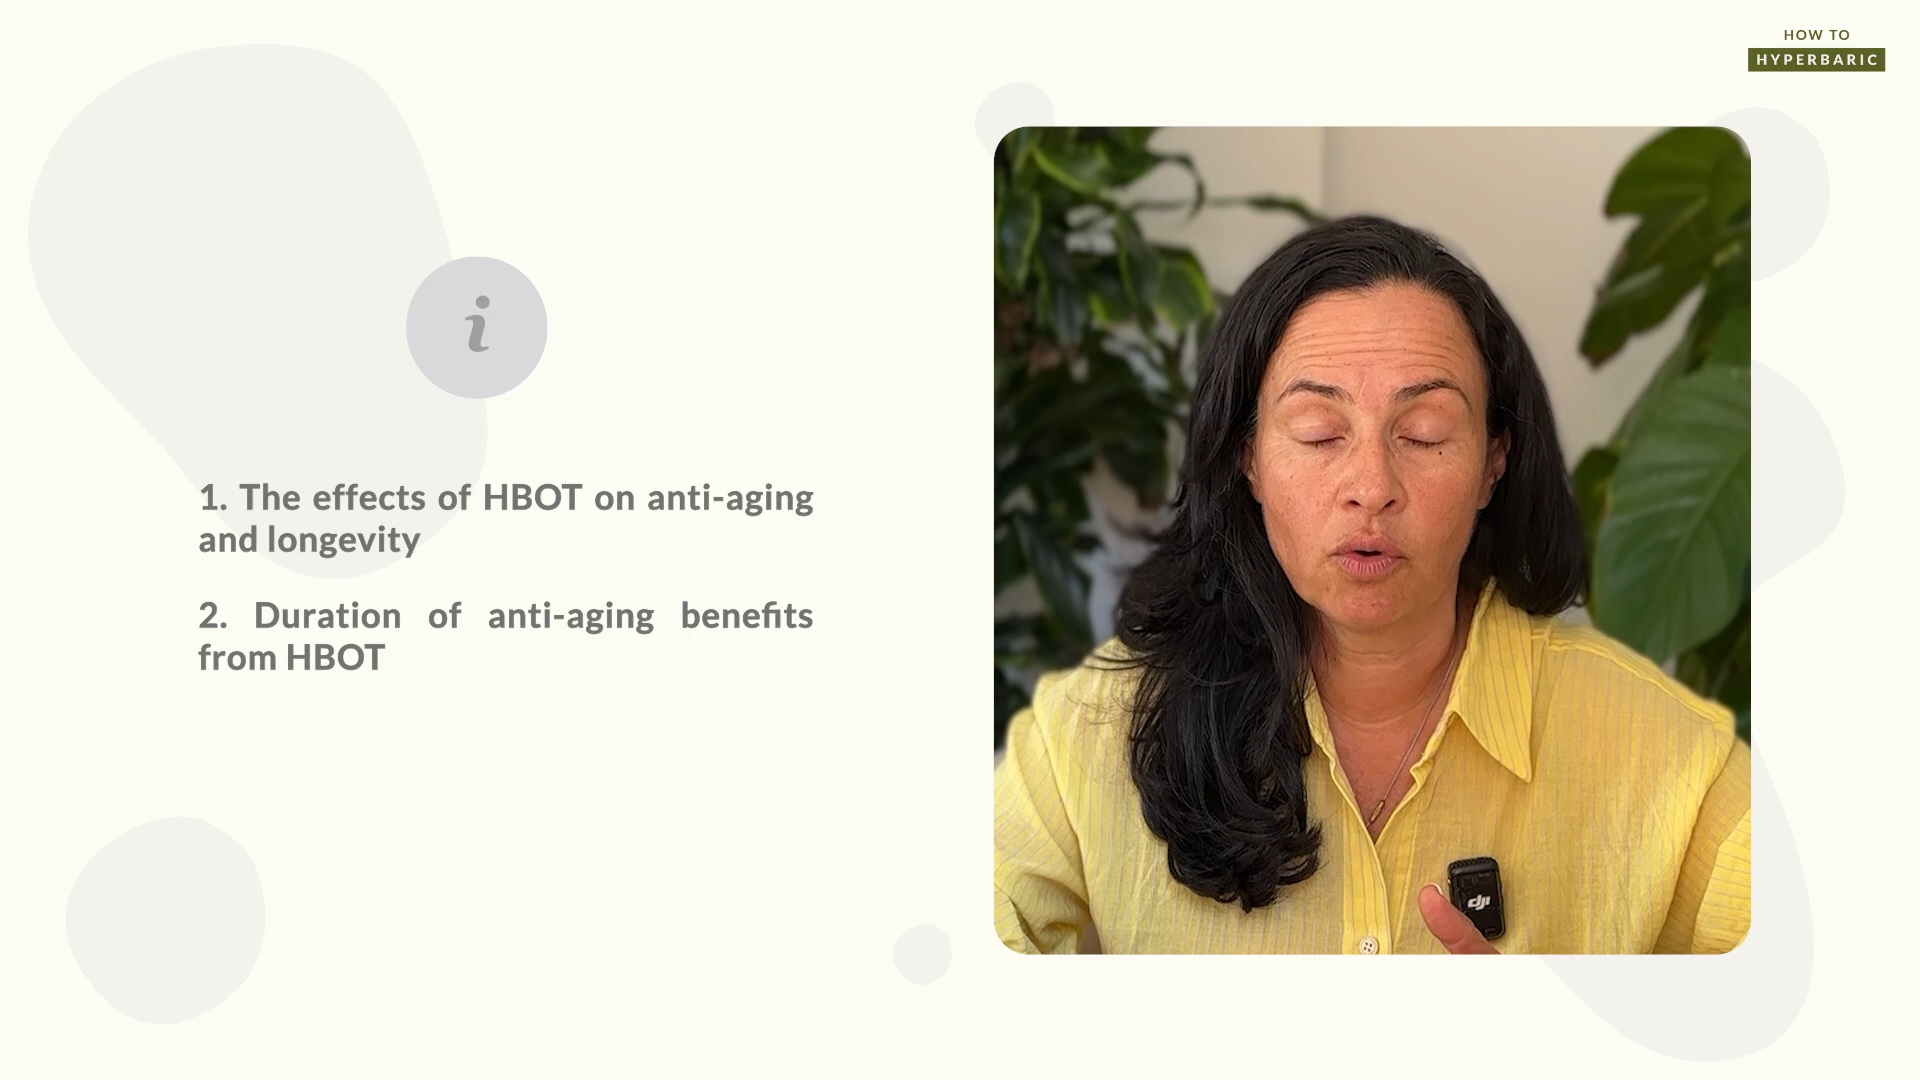 HOW TO
HYPERBARIC
i
1. The effects of HBOT on anti-aging
and longevity
2. Duration of anti-aging benefits
from HBOT
dji